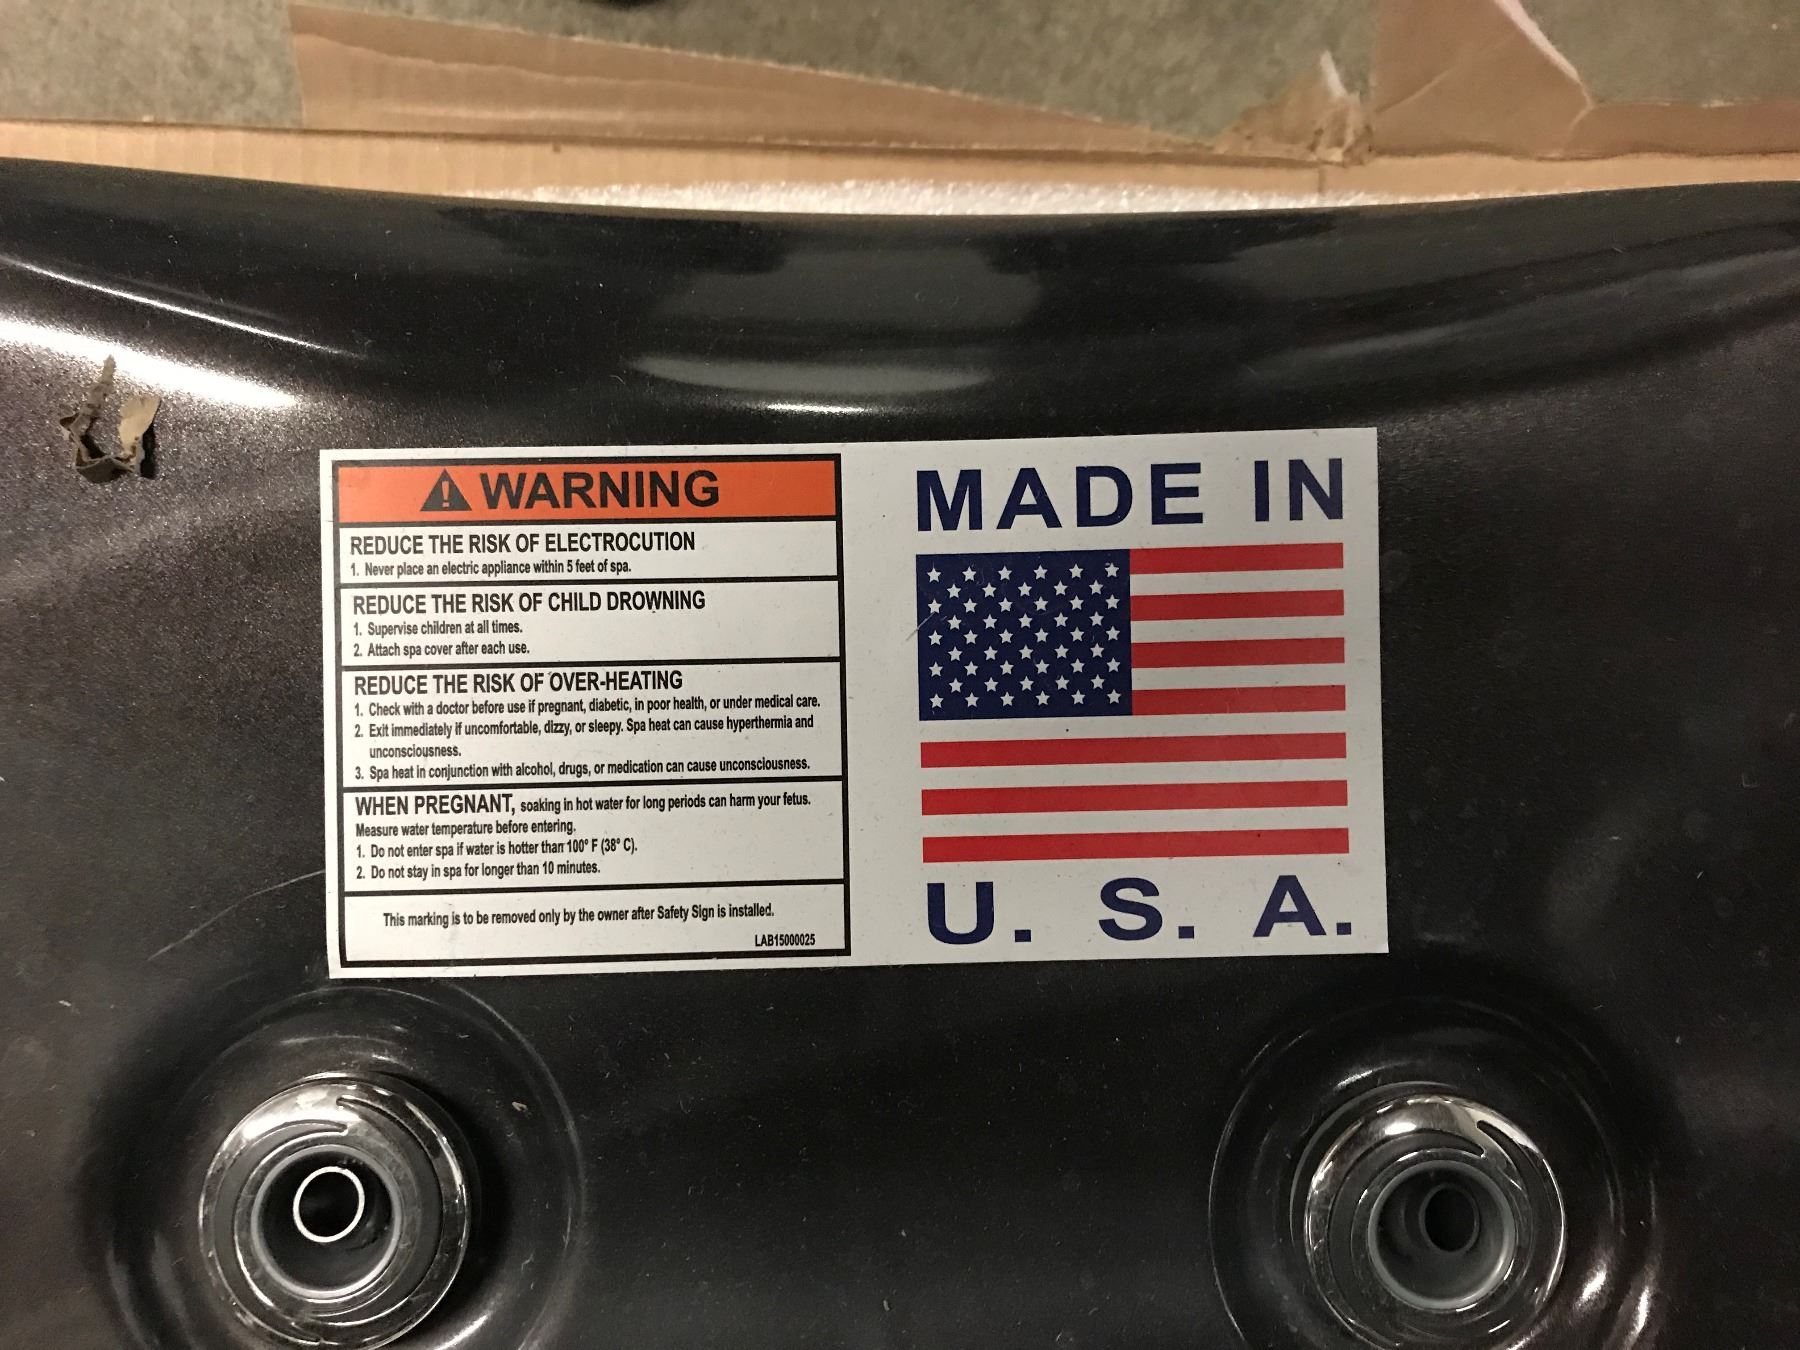 WARNING
REDUCE THE RISK OF ELECTROCUTION
1. Never place an electric appliance within 5 feet of spa.
REDUCE THE RISK OF CHILD DROWNING
1. Supervise children at all times.
2. Attach spa cover after each use.
REDUCE THE RISK OF OVER-HEATING
1. Check with a doctor before use if pregnant, diabetic, in poor health, or under medical care.
2. Exit immediately if uncomfortable, dizzy, or sleepy. Spa heat can cause hyperthermia and
unconsciousness.
3. Spa heat in conjunction with alcohol, drugs, or medication can cause unconsciousness.
WHEN PREGNANT, soaking in hot water for long periods can harm your fetus.
Measure water temperature before entering.
1. Do not enter spa if water is hotter than 100° F (38° C).
2. Do not stay in spa for longer than 10 minutes.
This marking is to be removed only by the owner after Safety Sign is installed.
LAB15000025
MADE IN
U. S. A.